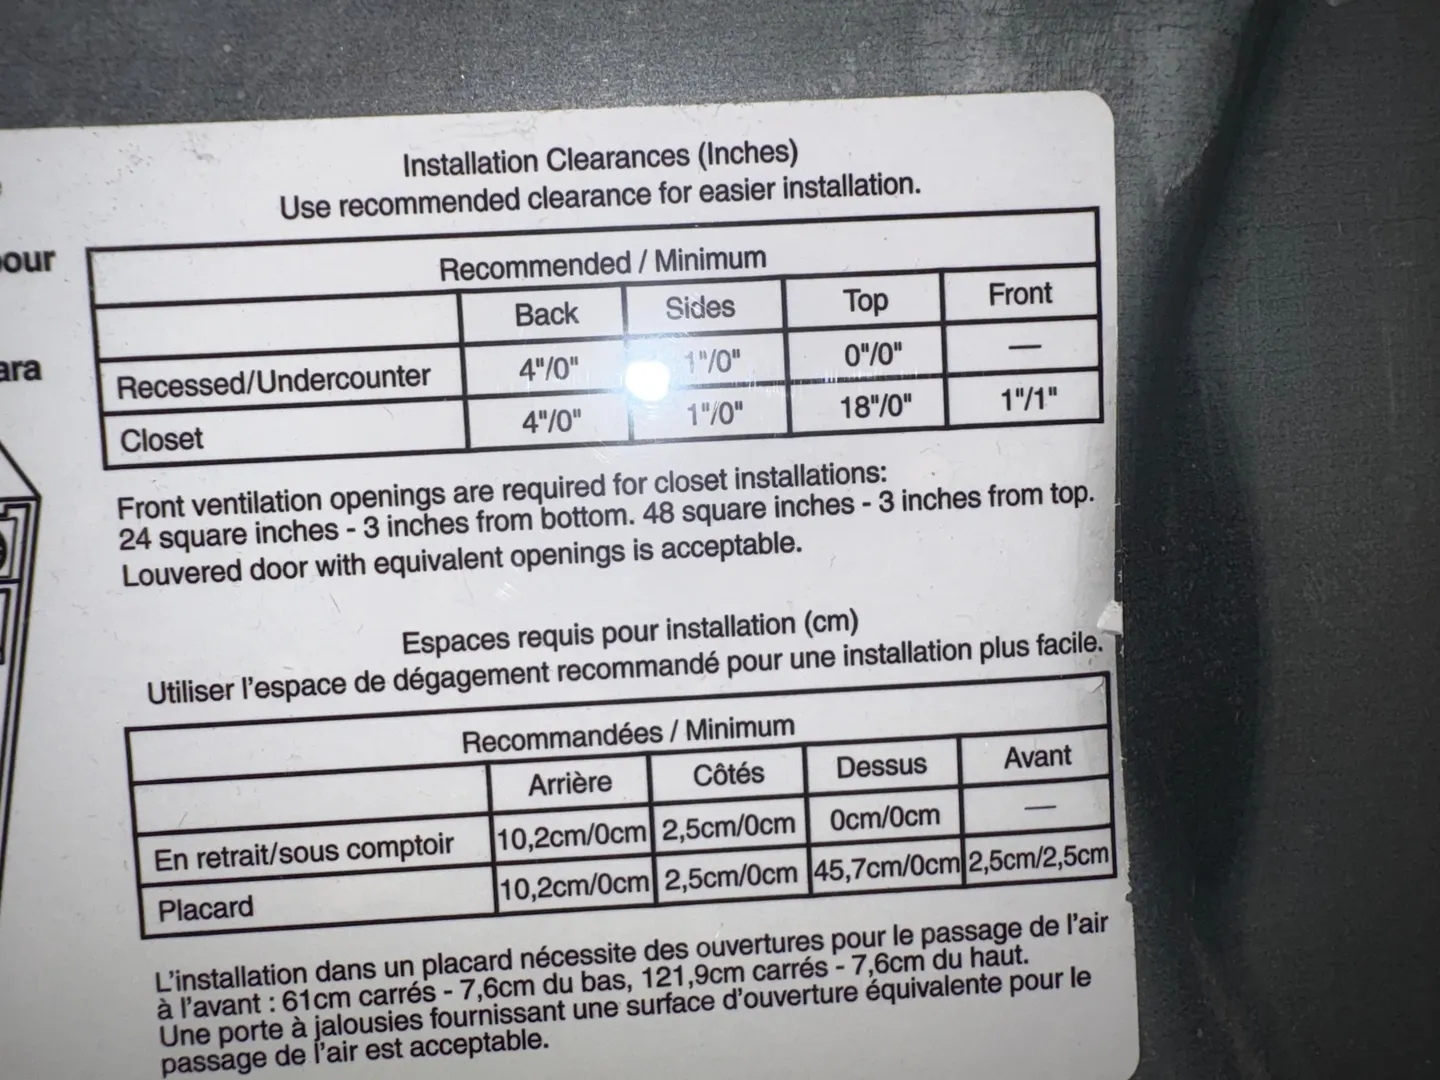 our
ara
Installation Clearances (Inches)
Use recommended clearance for easier installation.
Recommended / Minimum
Back Sides Top Front
Recessed/Undercounter 4"/0" 1"/0" 0"/0" —
Closet 4"/0" 1"/0" 18"/0" 1"/1"
Front ventilation openings are required for closet installations:
24 square inches - 3 inches from bottom. 48 square inches - 3 inches from top.
Louvered door with equivalent openings is acceptable.
Espaces requis pour installation (cm)
Utiliser l'espace de dégagement recommandé pour une installation plus facile.
Recommandées / Minimum
Arrière Côtés Dessus Avant
En retrait/sous comptoir 10,2cm/0cm 2,5cm/0cm 0cm/0cm —
Placard 10,2cm/0cm 2,5cm/0cm 45,7cm/0cm 2,5cm/2,5cm
L'installation dans un placard nécessite des ouvertures pour le passage de l'air
à l'avant : 61cm carrés - 7,6cm du bas, 121,9cm carrés - 7,6cm du haut.
Une porte à jalousies fournissant une surface d'ouverture équivalente pour le
passage de l'air est acceptable.